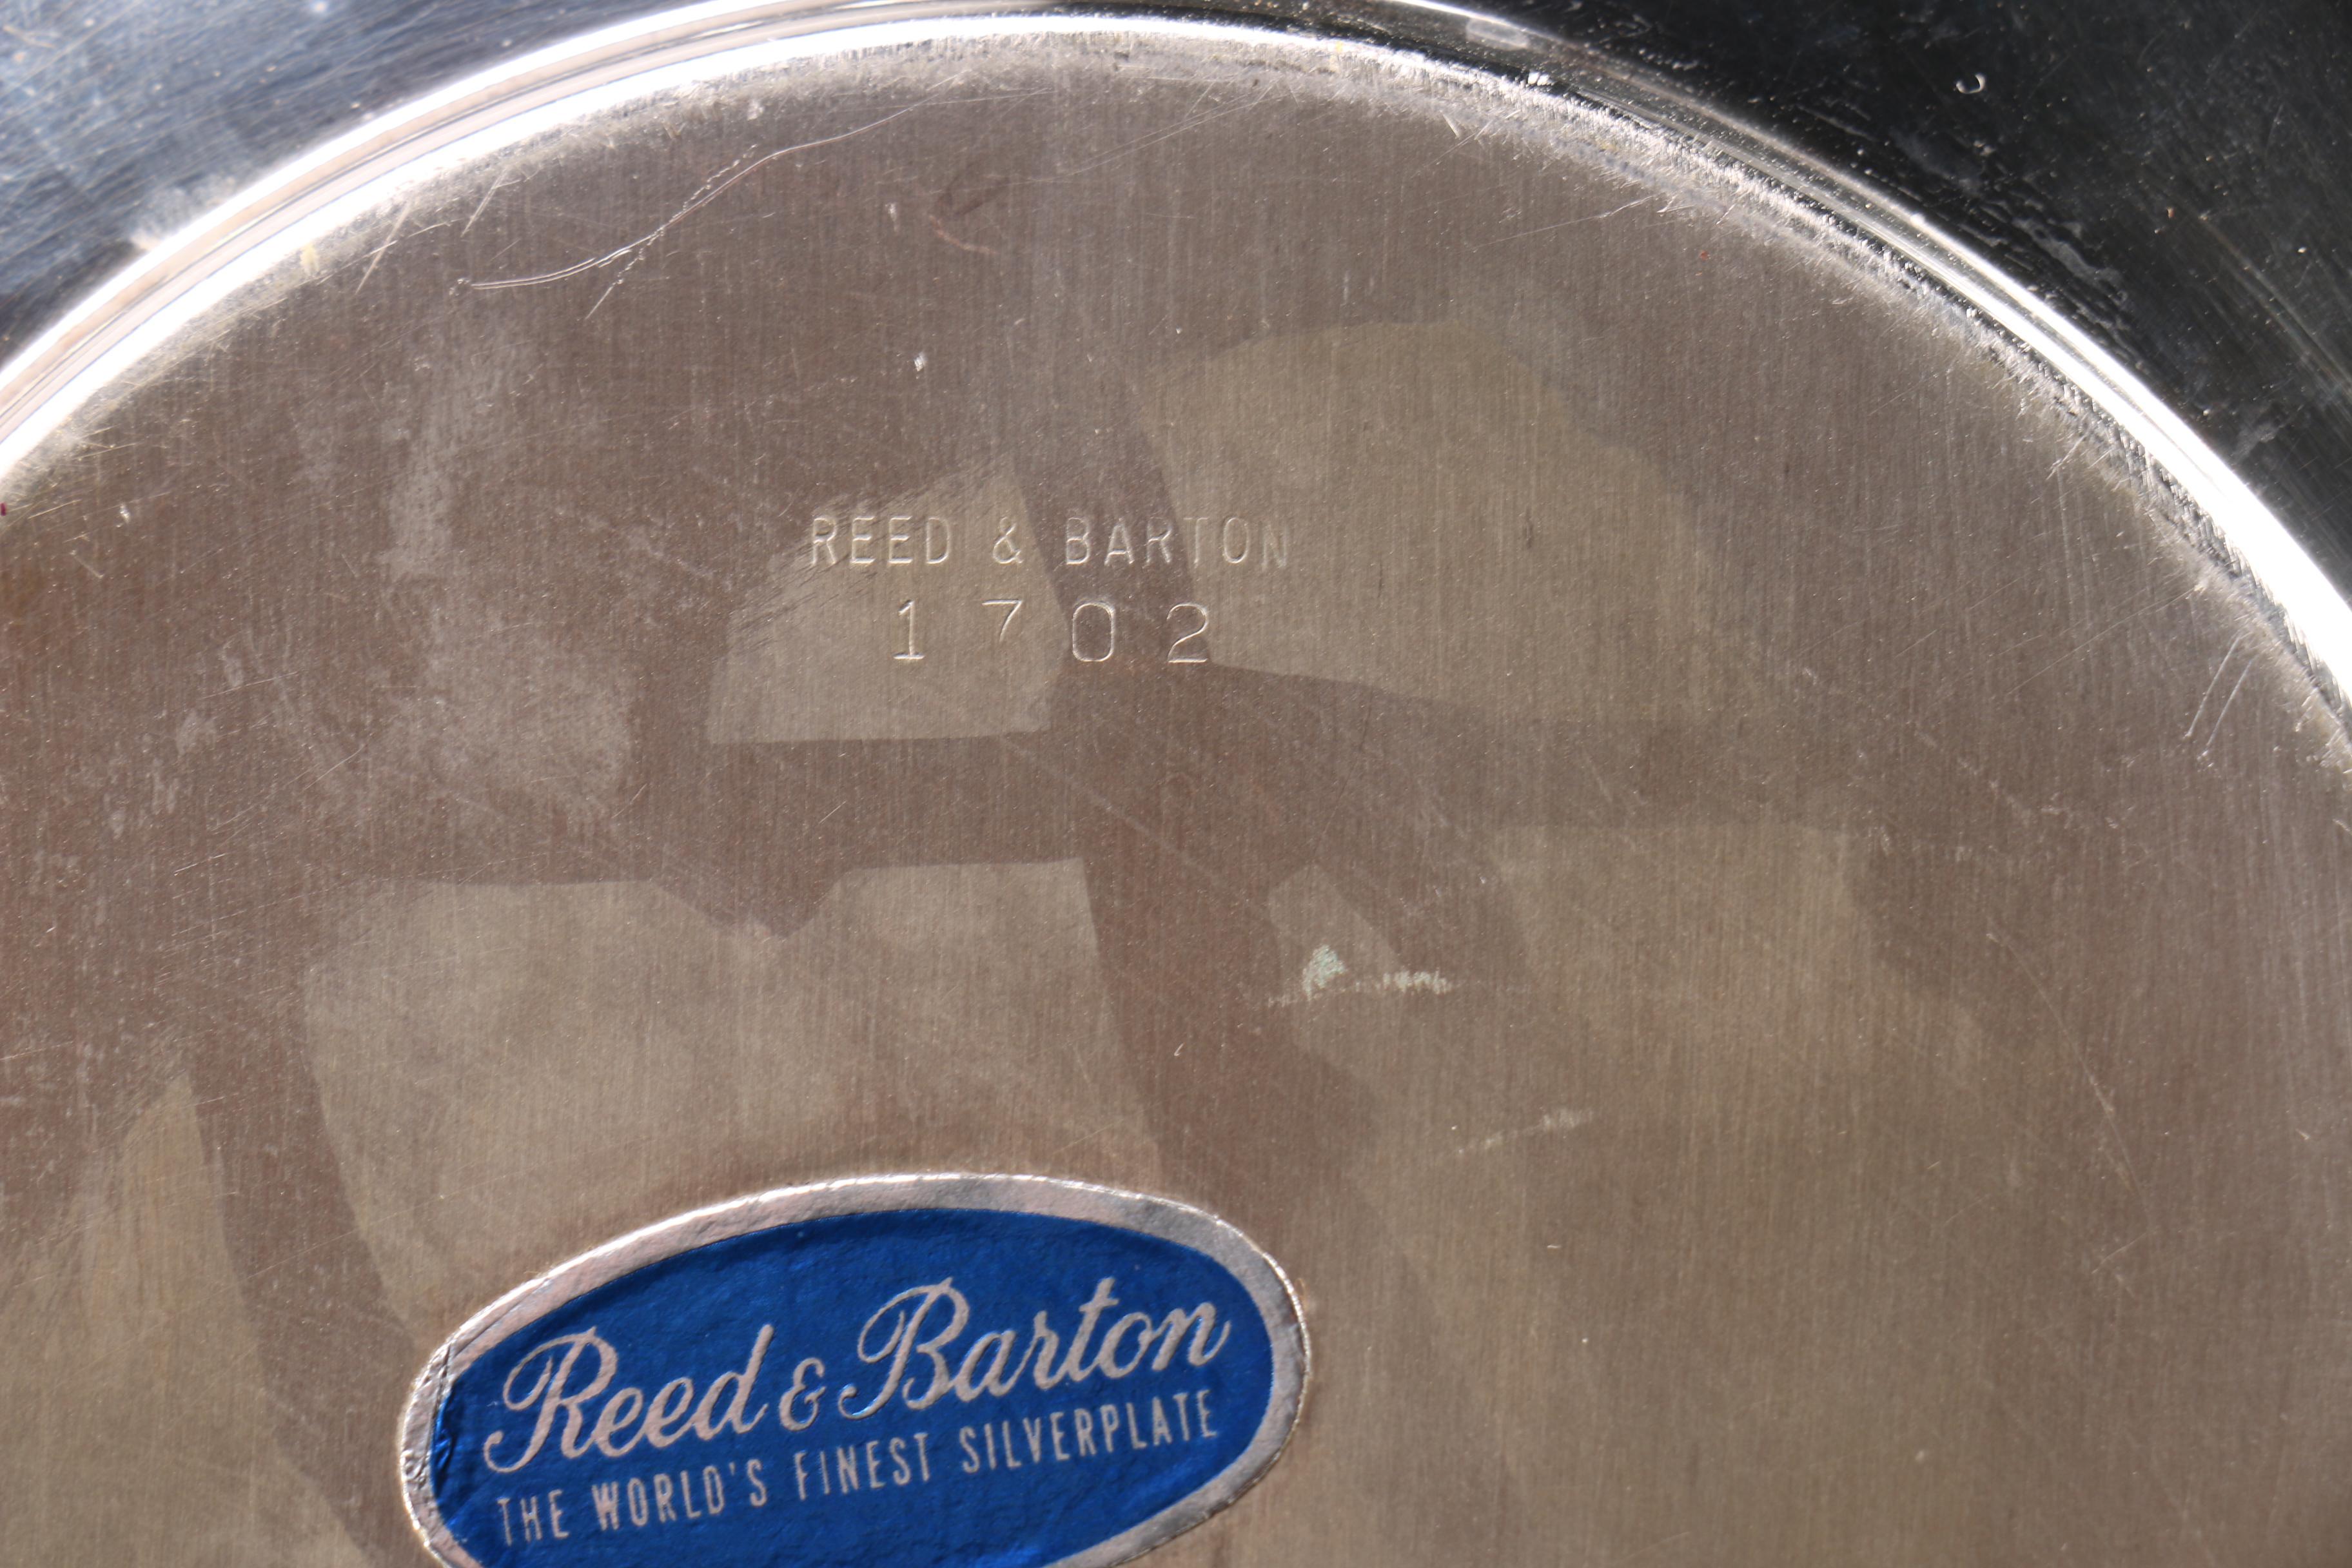 REED & BARTON
1702
Reed & Barton
THE WORLD'S FINEST SILVERPLATE